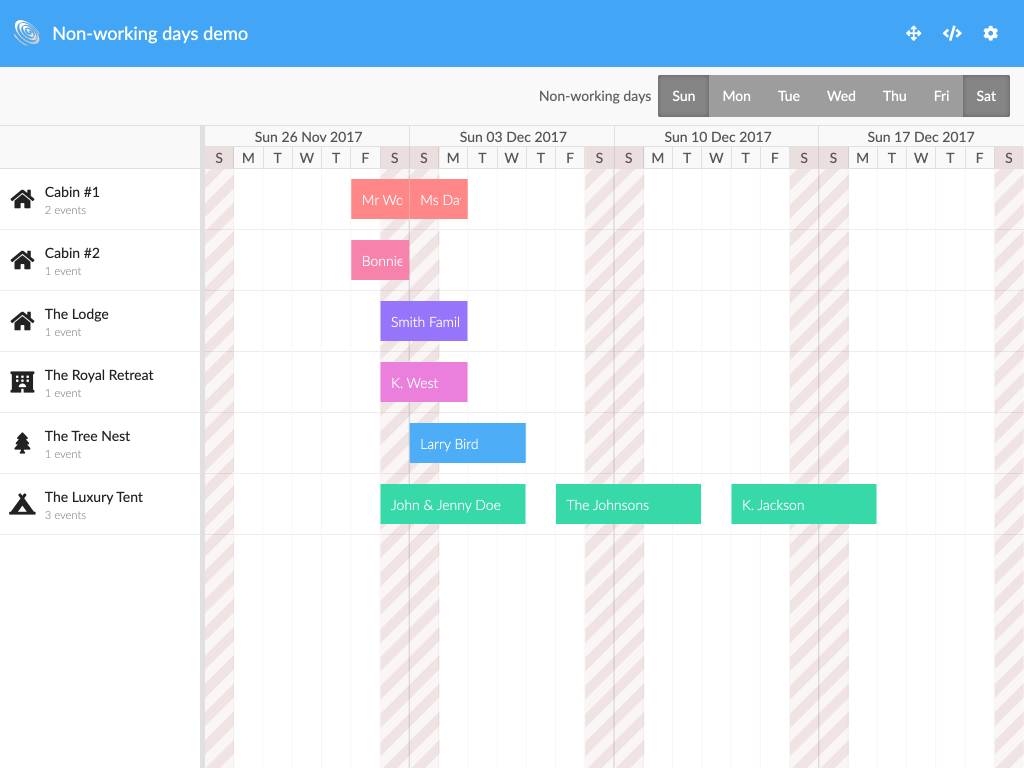 Non-working days demo
Non-working days Sun Mon Tue Wed Thu Fri Sat
Sun 26 Nov 2017 Sun 03 Dec 2017 Sun 10 Dec 2017 Sun 17 Dec 2017
S M T W T F S S M T W T F S S M T W T F S S M T W T F S
Cabin #1
2 events
Mr Wo Ms Da
Cabin #2
1 event
Bonnie
The Lodge
1 event
Smith Famil
The Royal Retreat
1 event
K. West
The Tree Nest
1 event
Larry Bird
The Luxury Tent
3 events
John & Jenny Doe The Johnsons K. Jackson